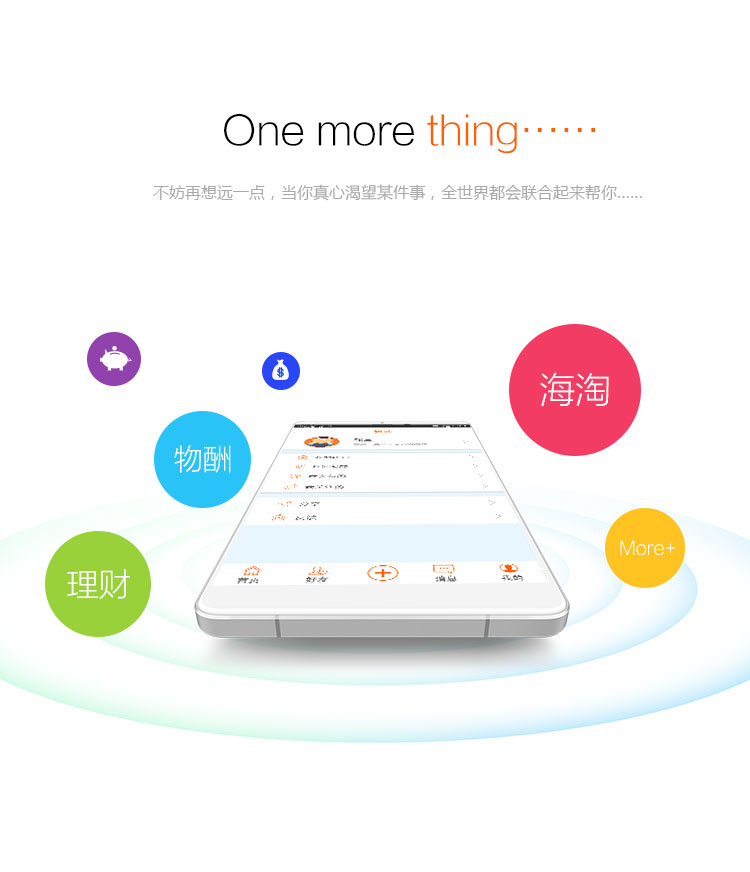 One more thing······
不妨再想远一点，当你真心渴望某件事，全世界都会联合起来帮你......
海淘
物酬
More+
理财
首页 好友 消息 我的